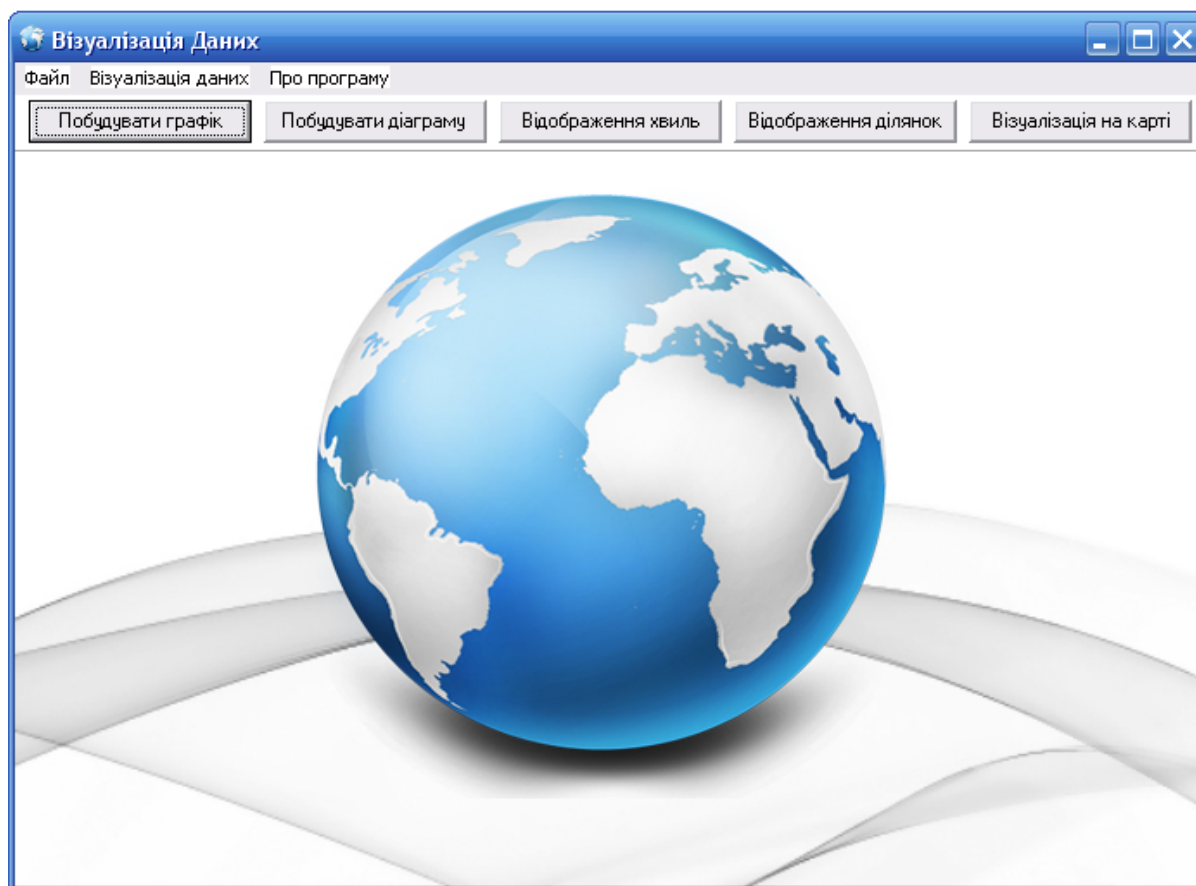 Візуалізація Даних
Файл Візуалізація даних Про програму
Побудувати графік Побудувати діаграму Відображення хвиль Відображення ділянок Візуалізація на карті